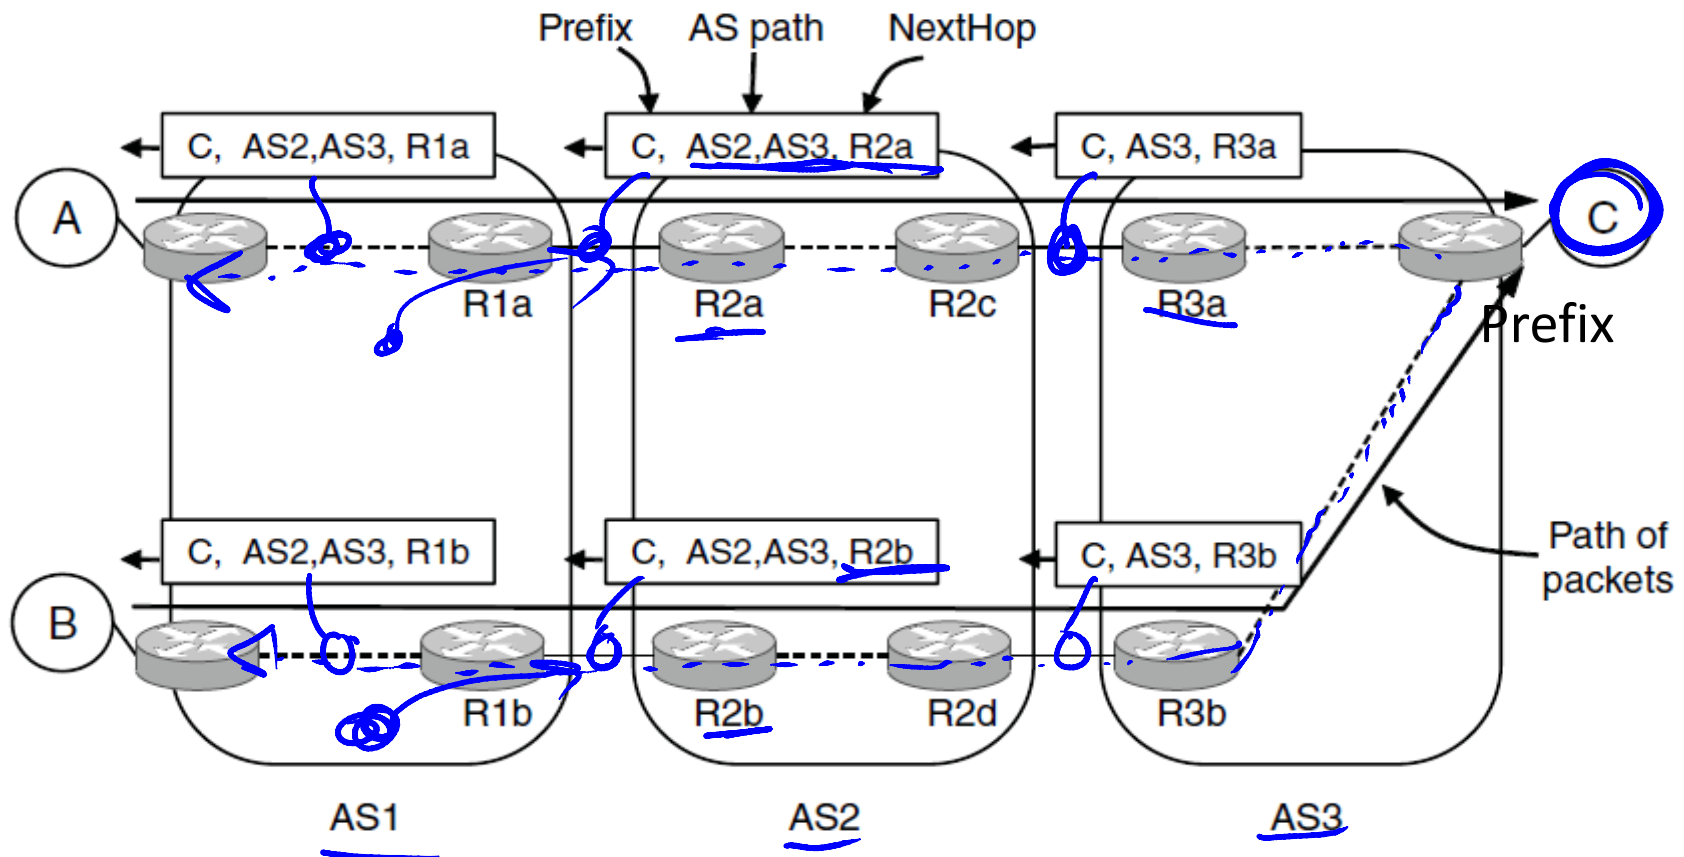 Prefix AS path NextHop
C, AS2,AS3, R1a
C, AS2,AS3, R2a
C, AS3, R3a
A
C
R1a
R2a
R2c
R3a
Prefix
C, AS2,AS3, R1b
C, AS2,AS3, R2b
C, AS3, R3b
Path of
packets
B
R1b
R2b
R2d
R3b
AS1
AS2
AS3